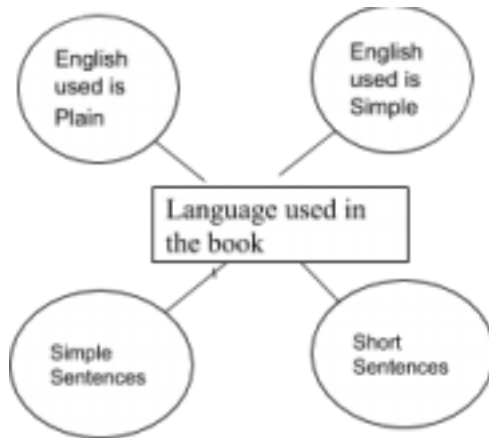 English
used is
Plain
English
used is
Simple
Language used in
the book
Simple
Sentences
Short
Sentences